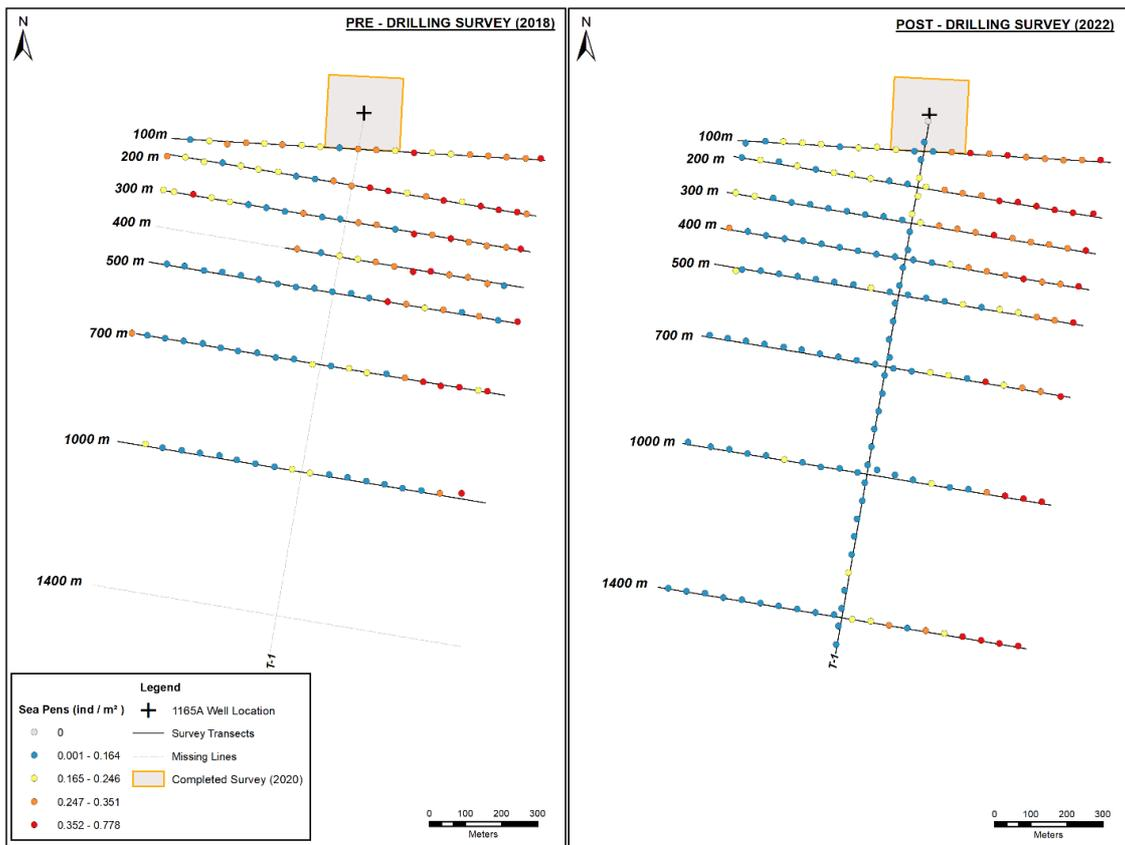 PRE - DRILLING SURVEY (2018)
N
100m
200 m
300 m
400 m
500 m
700 m
1000 m
1400 m
T-1
Legend
Sea Pens (ind / m² )
0
0.001 - 0.164
0.165 - 0.246
0.247 - 0.351
0.352 - 0.778
1165A Well Location
Survey Transects
Missing Lines
Completed Survey (2020)
0 100 200 300
Meters
POST - DRILLING SURVEY (2022)
N
100m
200 m
300 m
400 m
500 m
700 m
1000 m
1400 m
T-1
0 100 200 300
Meters